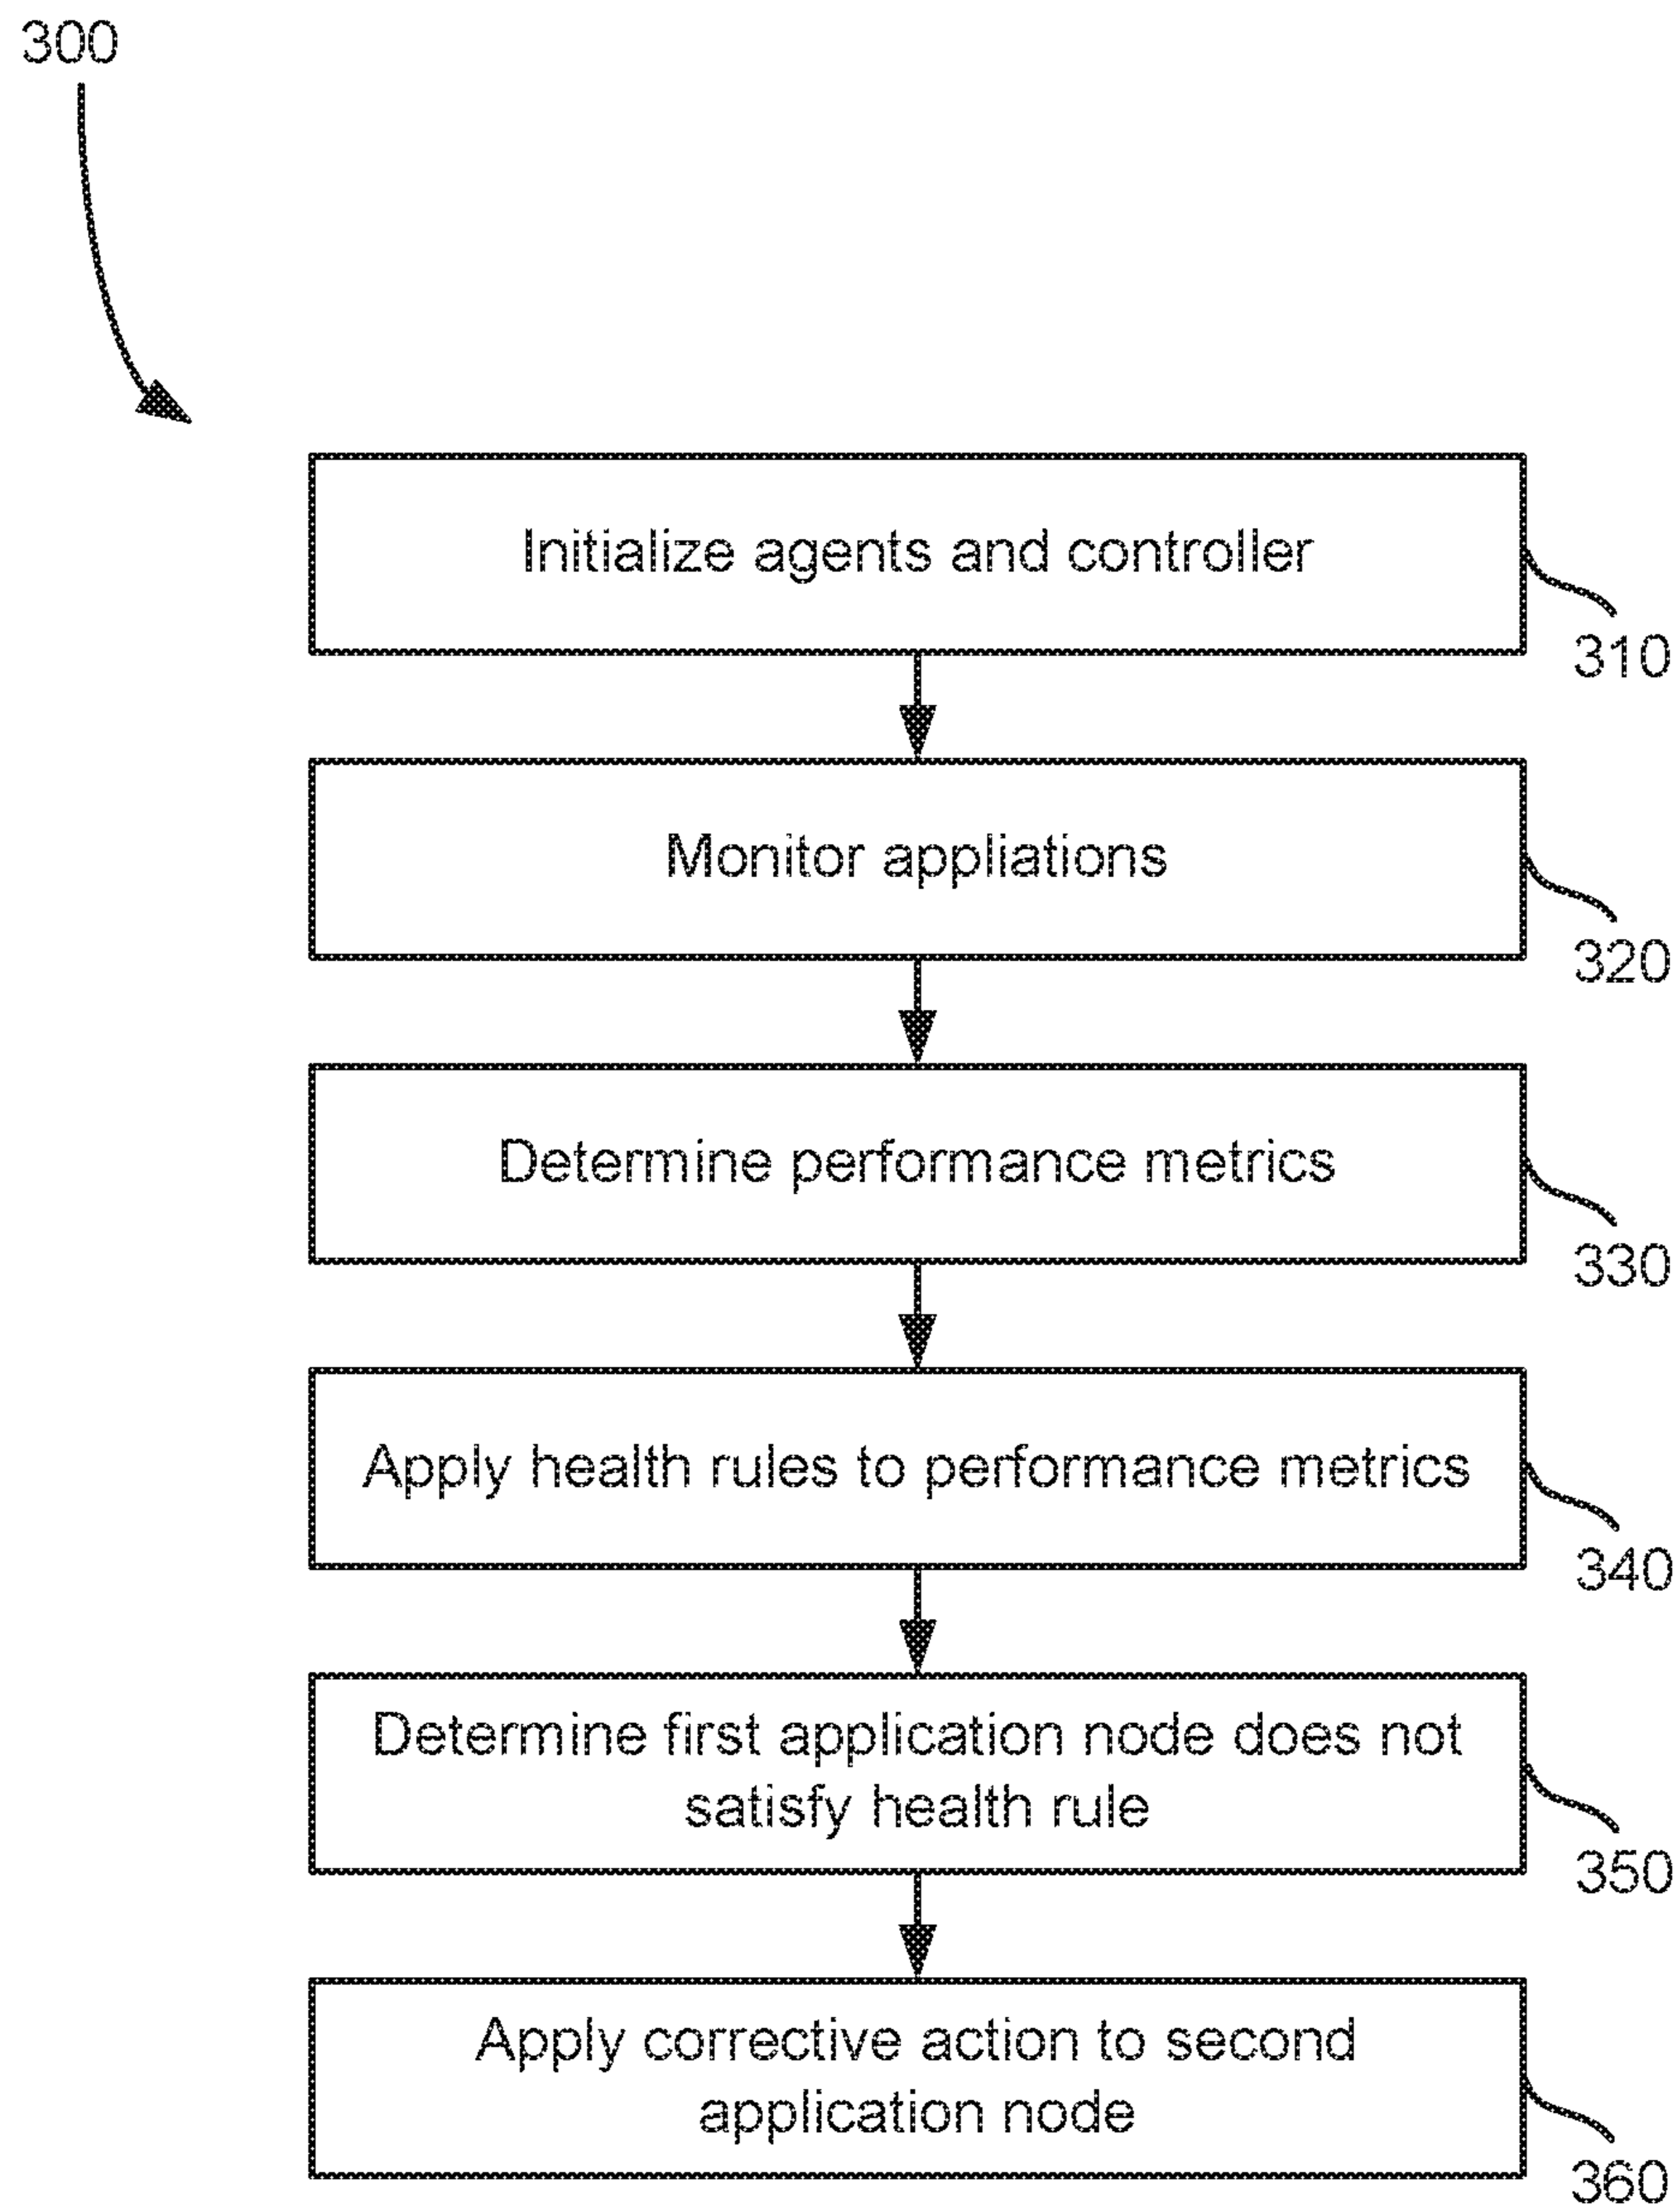 300
Initialize agents and controller
310
Monitor appliations
320
Determine performance metrics
330
Apply health rules to performance metrics
340
Determine first application node does not
satisfy health rule
350
Apply corrective action to second
application node
360